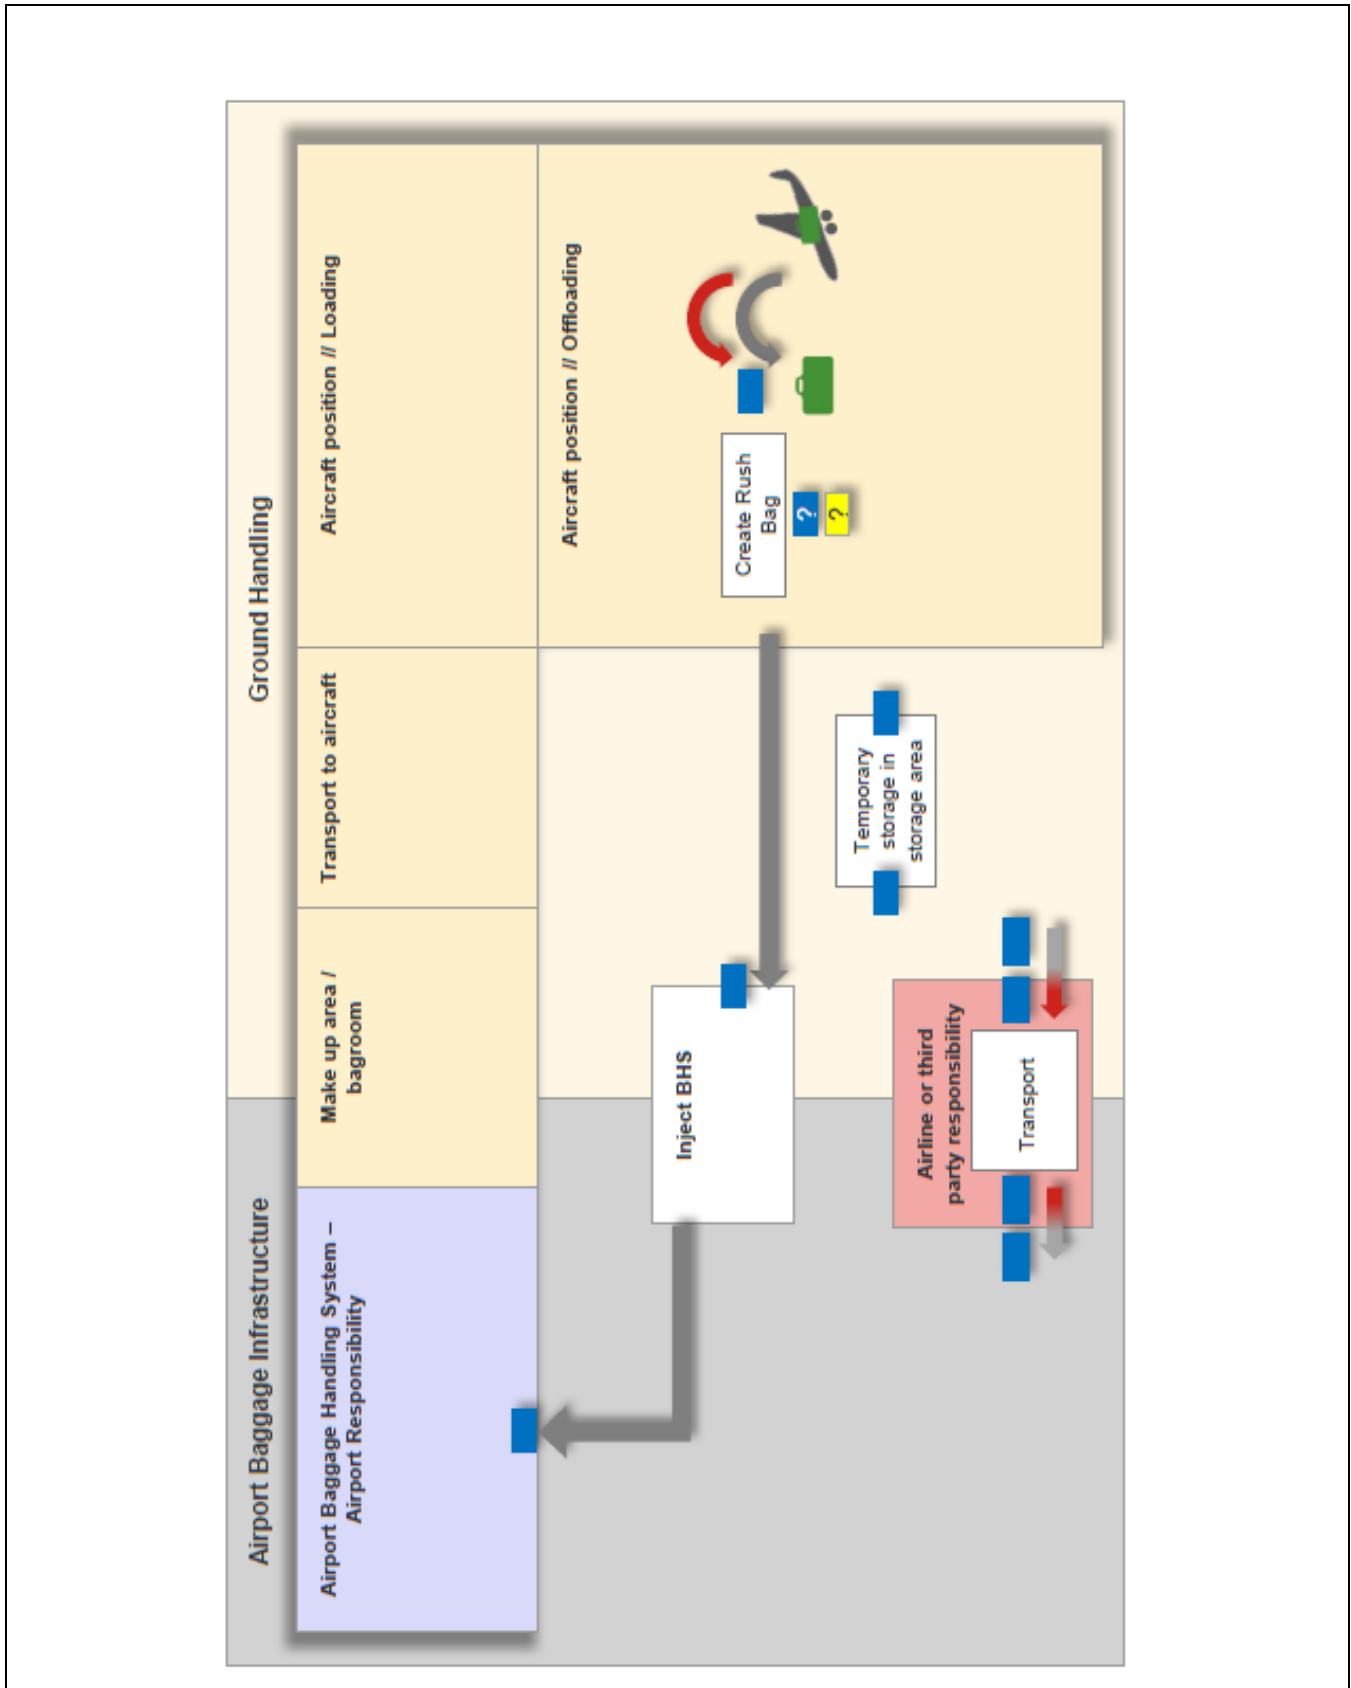 Airport Baggage Infrastructure
Ground Handling
Airport Baggage Handling System –
Airport Responsibility
Make up area /
bagroom
Transport to aircraft
Aircraft position // Loading
Aircraft position // Offloading
Inject BHS
Create Rush
Bag
?
?
Temporary
storage in
storage area
Airline or third
party responsibility
Transport